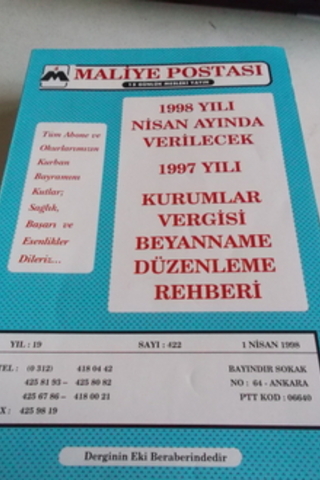 MALİYE POSTASI
15 GÜNLÜK MESLEKİ YAYIN
Tüm Abone ve
Okurlarımızın
Kurban
Bayramını
Kutlar;
Sağlık,
Başarı ve
Esenlikler
Dileriz...
1998 YILI
NİSAN AYINDA
VERİLECEK
1997 YILI
KURUMLAR
VERGİSİ
BEYANNAME
DÜZENLEME
REHBERİ
YIL : 19 SAYI : 422 1 NİSAN 1998
TEL : (0 312) 418 04 42
425 81 93 – 425 80 82
425 67 86 – 418 00 21
FAX : 425 98 19
BAYINDIR SOKAK
NO : 64 - ANKARA
PTT KOD : 06640
Derginin Eki Beraberindedir